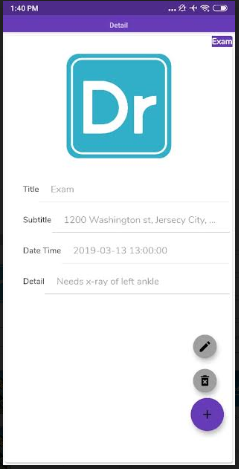 1:40 PM
Detail
Exam
Dr
Title Exam
Subtitle 1200 Washington st, Jersecy City, ...
Date Time 2019-03-13 13:00:00
Detail Needs x-ray of left ankle